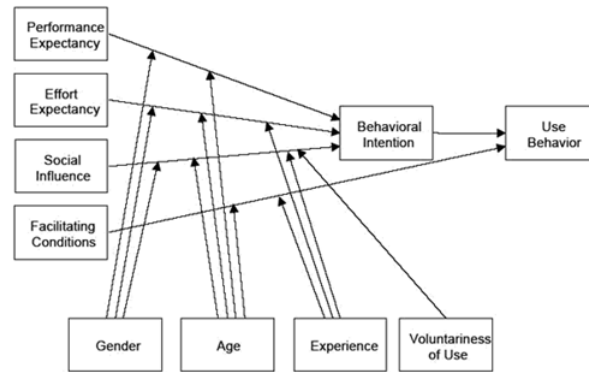 Performance
Expectancy
Effort
Expectancy
Social
Influence
Facilitating
Conditions
Behavioral
Intention
Use
Behavior
Gender
Age
Experience
Voluntariness
of Use